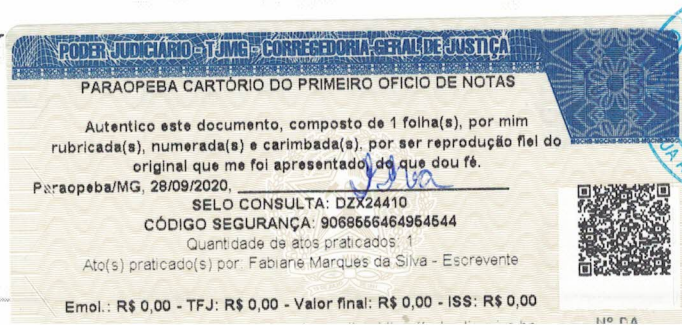 PODER JUDICIÁRIO - TJMG - CORREGEDORIA-GERAL DE JUSTIÇA
PARAOPEBA CARTÓRIO DO PRIMEIRO OFICIO DE NOTAS
Autentico este documento, composto de 1 folha(s), por mim
rubricada(s), numerada(s) e carimbada(s), por ser reprodução fiel do
original que me foi apresentado, do que dou fé.
Paraopeba/MG, 28/09/2020,
SELO CONSULTA: DZX24410
CÓDIGO SEGURANÇA: 9068556464954544
Quantidade de atos praticados: 1
Ato(s) praticado(s) por: Fabiane Marques da Silva - Escrevente
Emol.: R$ 0,00 - TFJ: R$ 0,00 - Valor final: R$ 0,00 - ISS: R$ 0,00